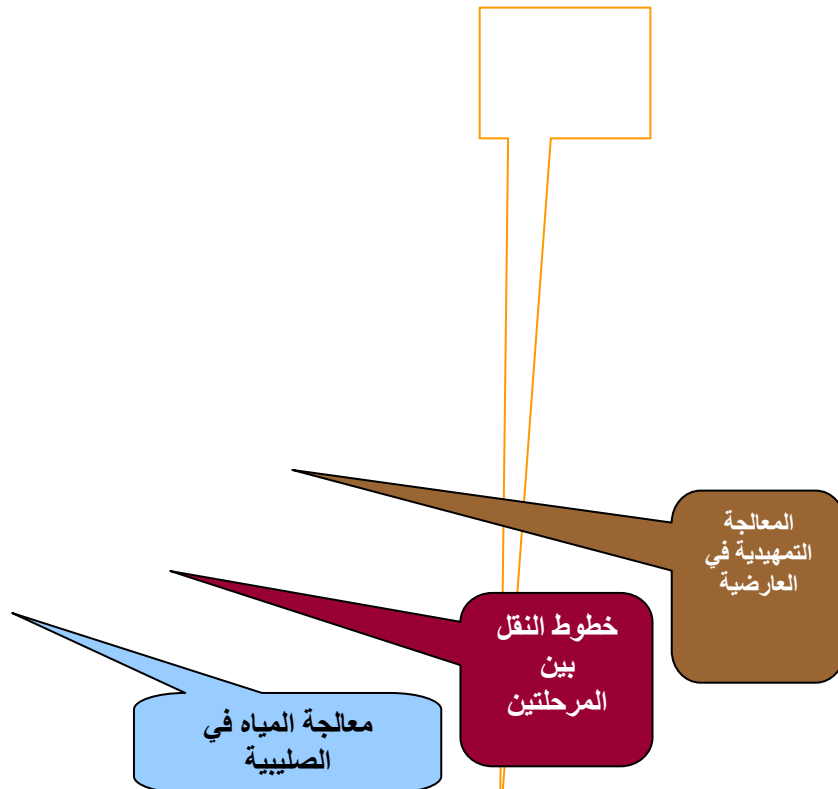 المعالجة
التمهيدية في
العارضية
خطوط النقل
بين
المرحلتين
معالجة المياه في
الصليبية